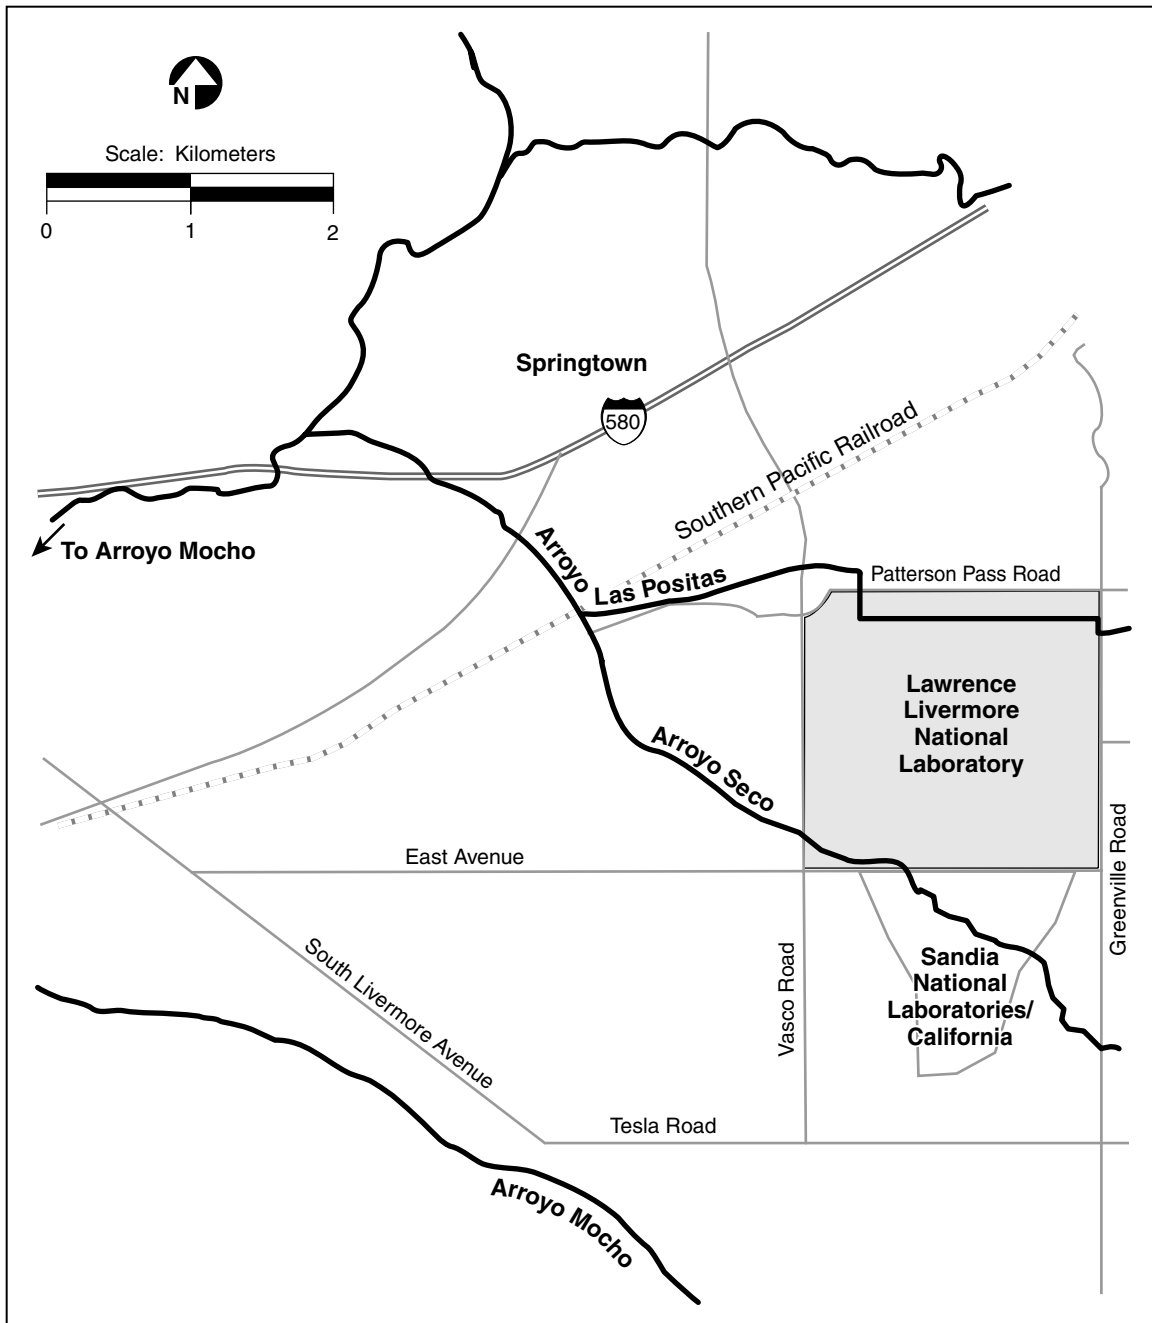 N
Scale: Kilometers
0 1 2
Springtown
580
Southern Pacific Railroad
To Arroyo Mocho
Arroyo
Las Positas
Patterson Pass Road
Lawrence
Livermore
National
Laboratory
Arroyo Seco
East Avenue
Greenville Road
South Livermore Avenue
Vasco Road
Sandia
National
Laboratories/
California
Tesla Road
Arroyo Mocho